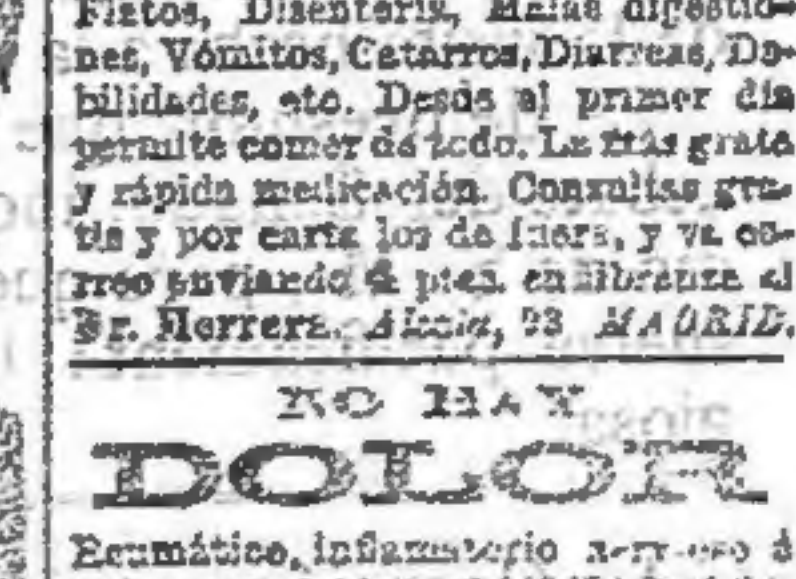 Flatos, Disentería, Malas digestio-
nes, Vómitos, Catarros, Diarreas, De-
bilidades, etc. Desde el primer día
permite comer de todo. La más grata
y rápida medicación. Consultas gra-
tis y por carta los de fuera, y va co-
rreo enviando 4 ptas. en libranza al
Dr. Herrera. Alcalá, 23 MADRID.
NO HAY
DOLOR
Reumático, inflamatorio nervioso ó